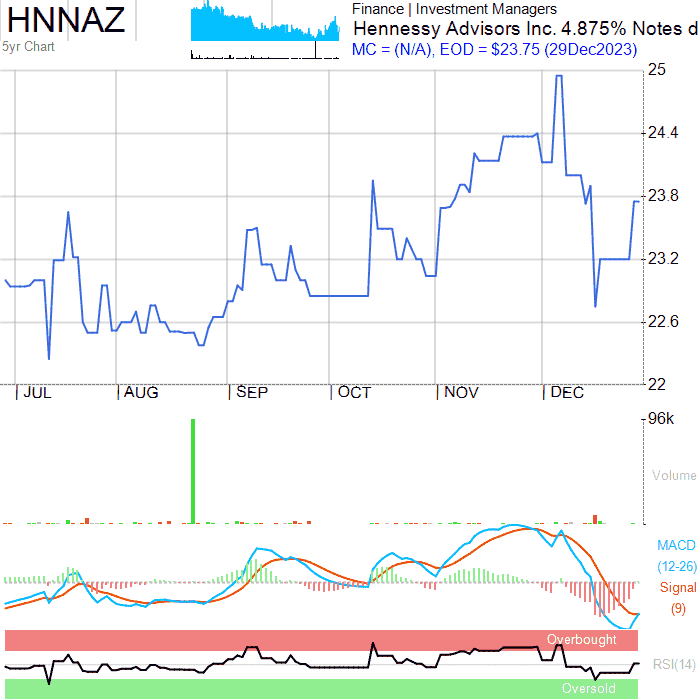 HNNAZ
5yr Chart
Finance | Investment Managers
Hennessy Advisors Inc. 4.875% Notes d
MC = (N/A), EOD = $23.75 (29Dec2023)
25
24.4
23.8
23.2
22.6
22
JUL AUG SEP OCT NOV DEC
96k
Volume
MACD
(12-26)
Signal
(9)
Overbought
RSI(14)
Oversold